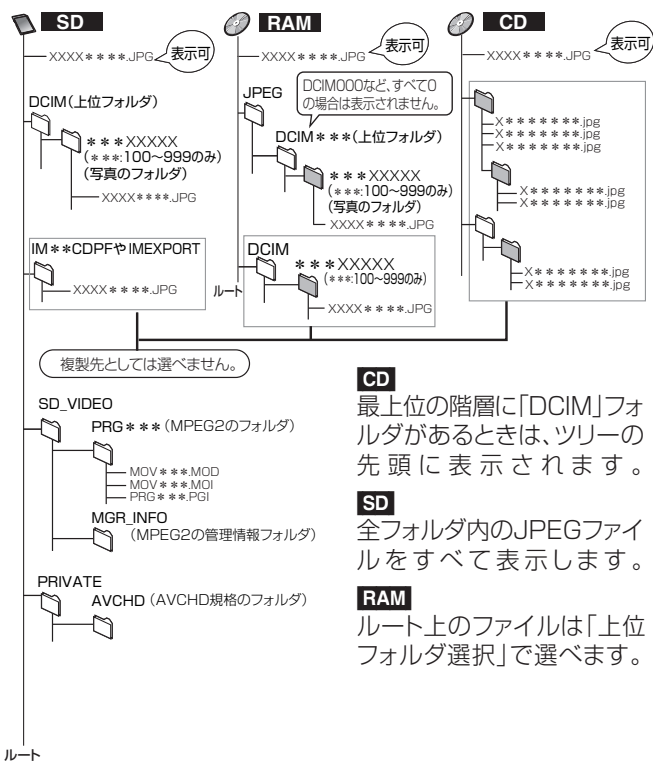 SD
XXXX＊＊＊＊.JPG
表示可
DCIM（上位フォルダ）
＊＊＊XXXXX
（＊＊＊:100～999のみ）
（写真のフォルダ）
XXXX＊＊＊＊.JPG
IM＊＊CDPFやIMEXPORT
XXXX＊＊＊＊.JPG
RAM
XXXX＊＊＊＊.JPG
表示可
JPEG
DCIM000など、すべて0
の場合は表示されません。
DCIM＊＊＊（上位フォルダ）
＊＊＊XXXXX
（＊＊＊:100～999のみ）
（写真のフォルダ）
XXXX＊＊＊＊.JPG
DCIM
＊＊＊XXXXX
（＊＊＊:100～999のみ）
XXXX＊＊＊＊.JPG
ルート
CD
XXXX＊＊＊＊.JPG
表示可
X＊＊＊＊＊＊＊.jpg
X＊＊＊＊＊＊＊.jpg
X＊＊＊＊＊＊＊.jpg
X＊＊＊＊＊＊＊.jpg
X＊＊＊＊＊＊＊.jpg
X＊＊＊＊＊＊＊.jpg
X＊＊＊＊＊＊＊.jpg
複製先としては選べません。
SD_VIDEO
PRG＊＊＊（MPEG2のフォルダ）
MOV＊＊＊.MOD
MOV＊＊＊.MOI
PRG＊＊＊.PGI
MGR_INFO
（MPEG2の管理情報フォルダ）
PRIVATE
AVCHD（AVCHD規格のフォルダ）
ルート
CD
最上位の階層に「DCIM」フォ
ルダがあるときは、ツリーの
先頭に表示されます。
SD
全フォルダ内のJPEGファイ
ルをすべて表示します。
RAM
ルート上のファイルは「上位
フォルダ選択」で選べます。